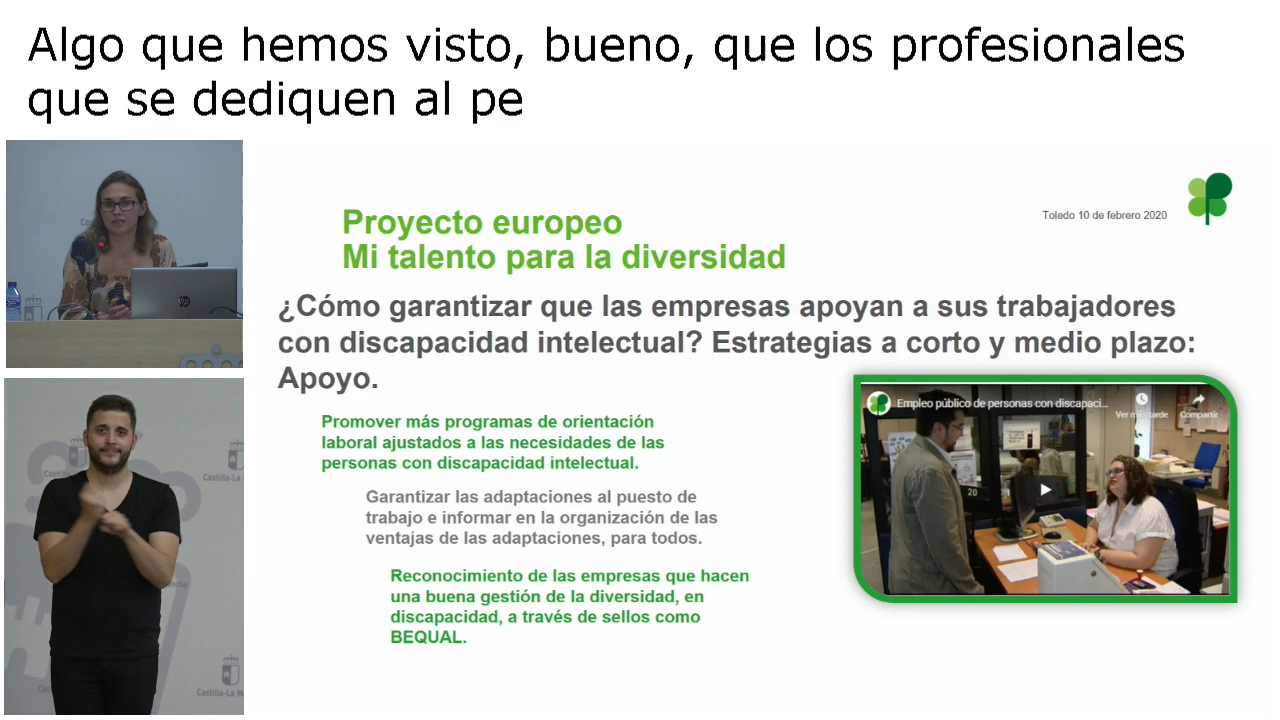 Algo que hemos visto, bueno, que los profesionales
que se dediquen al pe
Proyecto europeo
Mi talento para la diversidad
Toledo 10 de febrero 2020
¿Cómo garantizar que las empresas apoyan a sus trabajadores
con discapacidad intelectual? Estrategias a corto y medio plazo:
Apoyo.
Promover más programas de orientación
laboral ajustados a las necesidades de las
personas con discapacidad intelectual.
Garantizar las adaptaciones al puesto de
trabajo e informar en la organización de las
ventajas de las adaptaciones, para todos.
Reconocimiento de las empresas que hacen
una buena gestión de la diversidad, en
discapacidad, a través de sellos como
BEQUAL.
Empleo público de personas con discapaci...
Ver más tarde
Compartir
20
hp
Castilla-La M